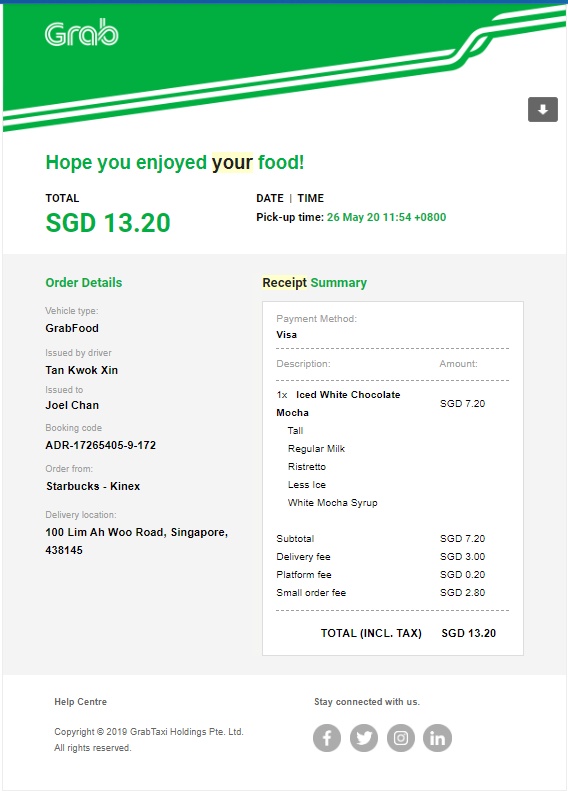 Grab
Hope you enjoyed your food!
TOTAL
SGD 13.20
DATE | TIME
Pick-up time: 26 May 20 11:54 +0800
Order Details
Vehicle type:
GrabFood
Issued by driver
Tan Kwok Xin
Issued to
Joel Chan
Booking code
ADR-17265405-9-172
Order from:
Starbucks - Kinex
Delivery location:
100 Lim Ah Woo Road, Singapore,
438145
Receipt Summary
Payment Method:
Visa
Description: Amount:
1x Iced White Chocolate
Mocha
SGD 7.20
Tall
Regular Milk
Ristretto
Less Ice
White Mocha Syrup
Subtotal SGD 7.20
Delivery fee SGD 3.00
Platform fee SGD 0.20
Small order fee SGD 2.80
TOTAL (INCL. TAX) SGD 13.20
Help Centre
Copyright © 2019 GrabTaxi Holdings Pte. Ltd.
All rights reserved.
Stay connected with us.